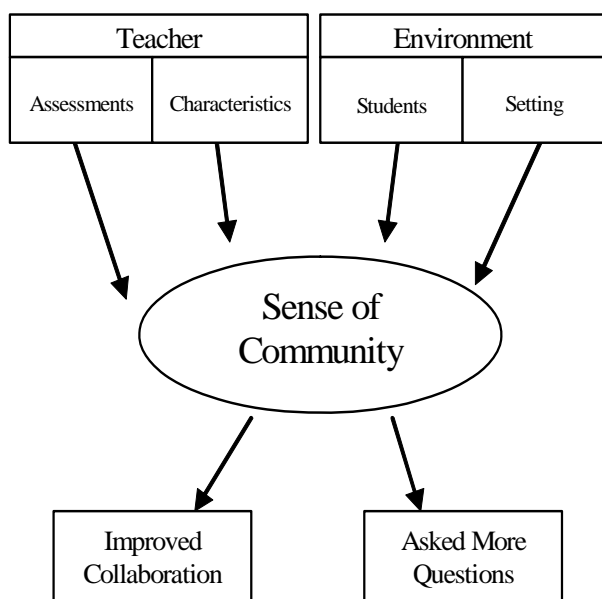 Teacher
Assessments
Characteristics
Environment
Students
Setting
Sense of
Community
Improved
Collaboration
Asked More
Questions